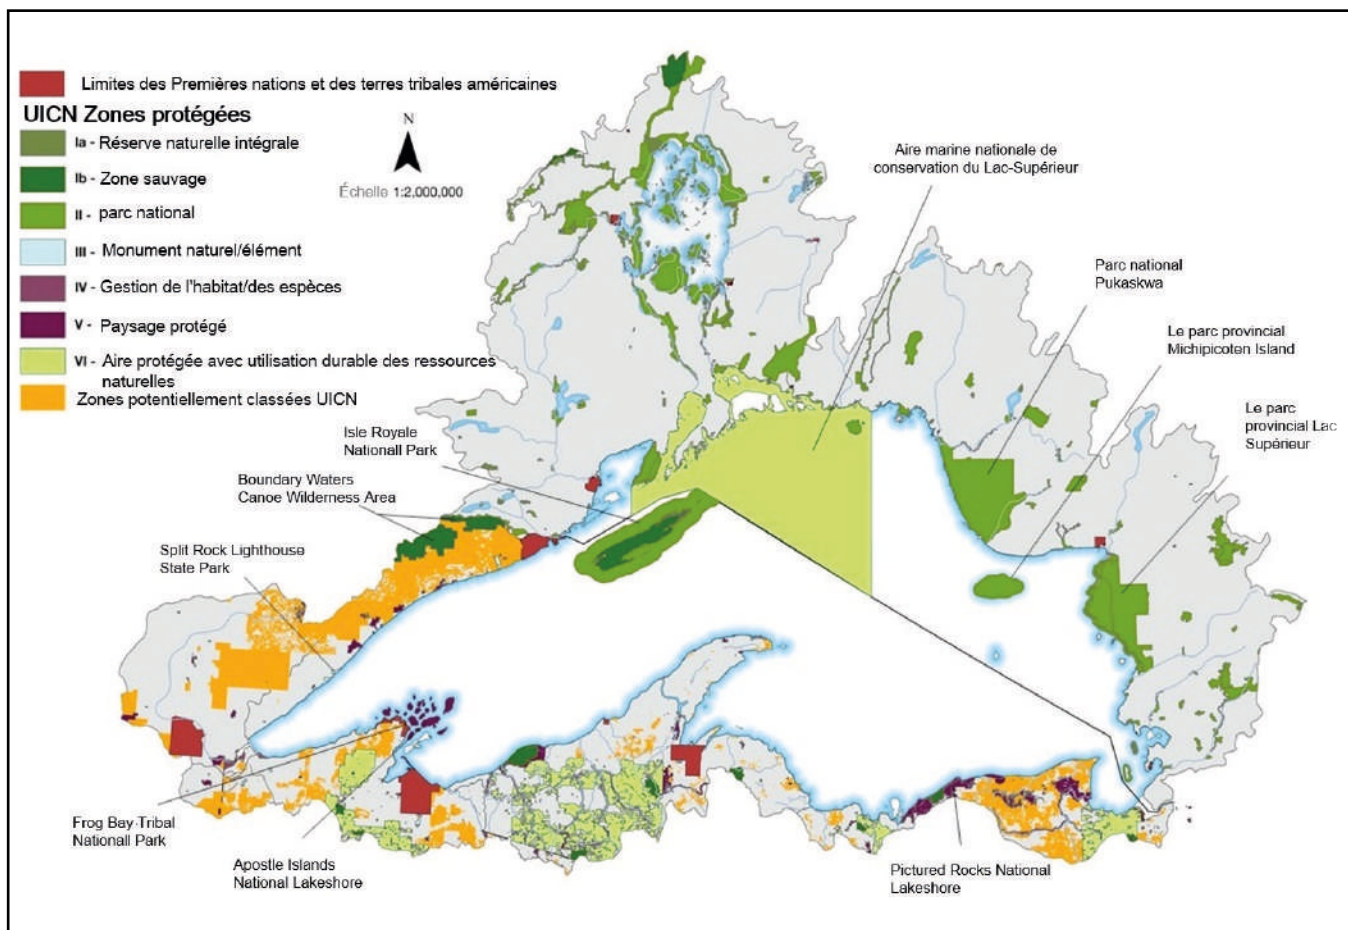 Limites des Premières nations et des terres tribales américaines
UICN Zones protégées
Ia - Réserve naturelle intégrale
Ib - Zone sauvage
II - parc national
III - Monument naturel/élément
IV - Gestion de l'habitat/des espèces
V - Paysage protégé
VI - Aire protégée avec utilisation durable des ressources
naturelles
Zones potentiellement classées UICN
N
Échelle 1:2,000,000
Aire marine nationale de
conservation du Lac-Supérieur
Parc national
Pukaskwa
Le parc provincial
Michipicoten Island
Le parc
provincial Lac
Supérieur
Isle Royale
Nationall Park
Boundary Waters
Canoe Wilderness Area
Split Rock Lighthouse
State Park
Frog Bay Tribal
Nationall Park
Apostle Islands
National Lakeshore
Pictured Rocks National
Lakeshore